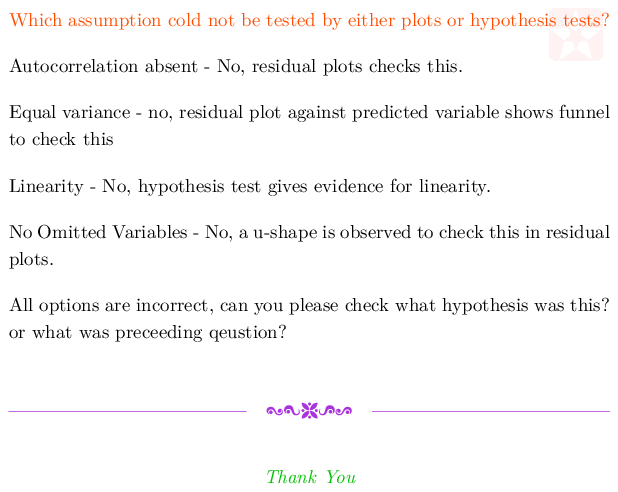 Which assumption cold not be tested by either plots or hypothesis tests?
Autocorrelation absent - No, residual plots checks this.
Equal variance - no, residual plot against predicted variable shows funnel
to check this
Linearity - No, hypothesis test gives evidence for linearity.
No Omitted Variables - No, a u-shape is observed to check this in residual
plots.
All options are incorrect, can you please check what hypothesis was this?
or what was preceeding qeustion?
Thank You